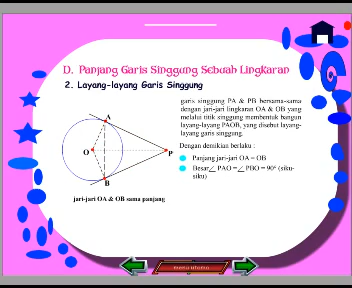 D. Panjang Garis Singgung Sebuah Lingkaran
2. Layang-layang Garis Singgung
garis singgung PA & PB bersama-sama
dengan jari-jari lingkaran OA & OB yang
melalui titik singgung membentuk bangun
layang-layang PAOB, yang disebut layang-
layang garis singgung.
Dengan demikian berlaku :
Panjang jari-jari OA = OB
Besar∠ PAO =∠ PBO = 90° (siku-
siku)
A
O
P
B
jari-jari OA & OB sama panjang
menu utama